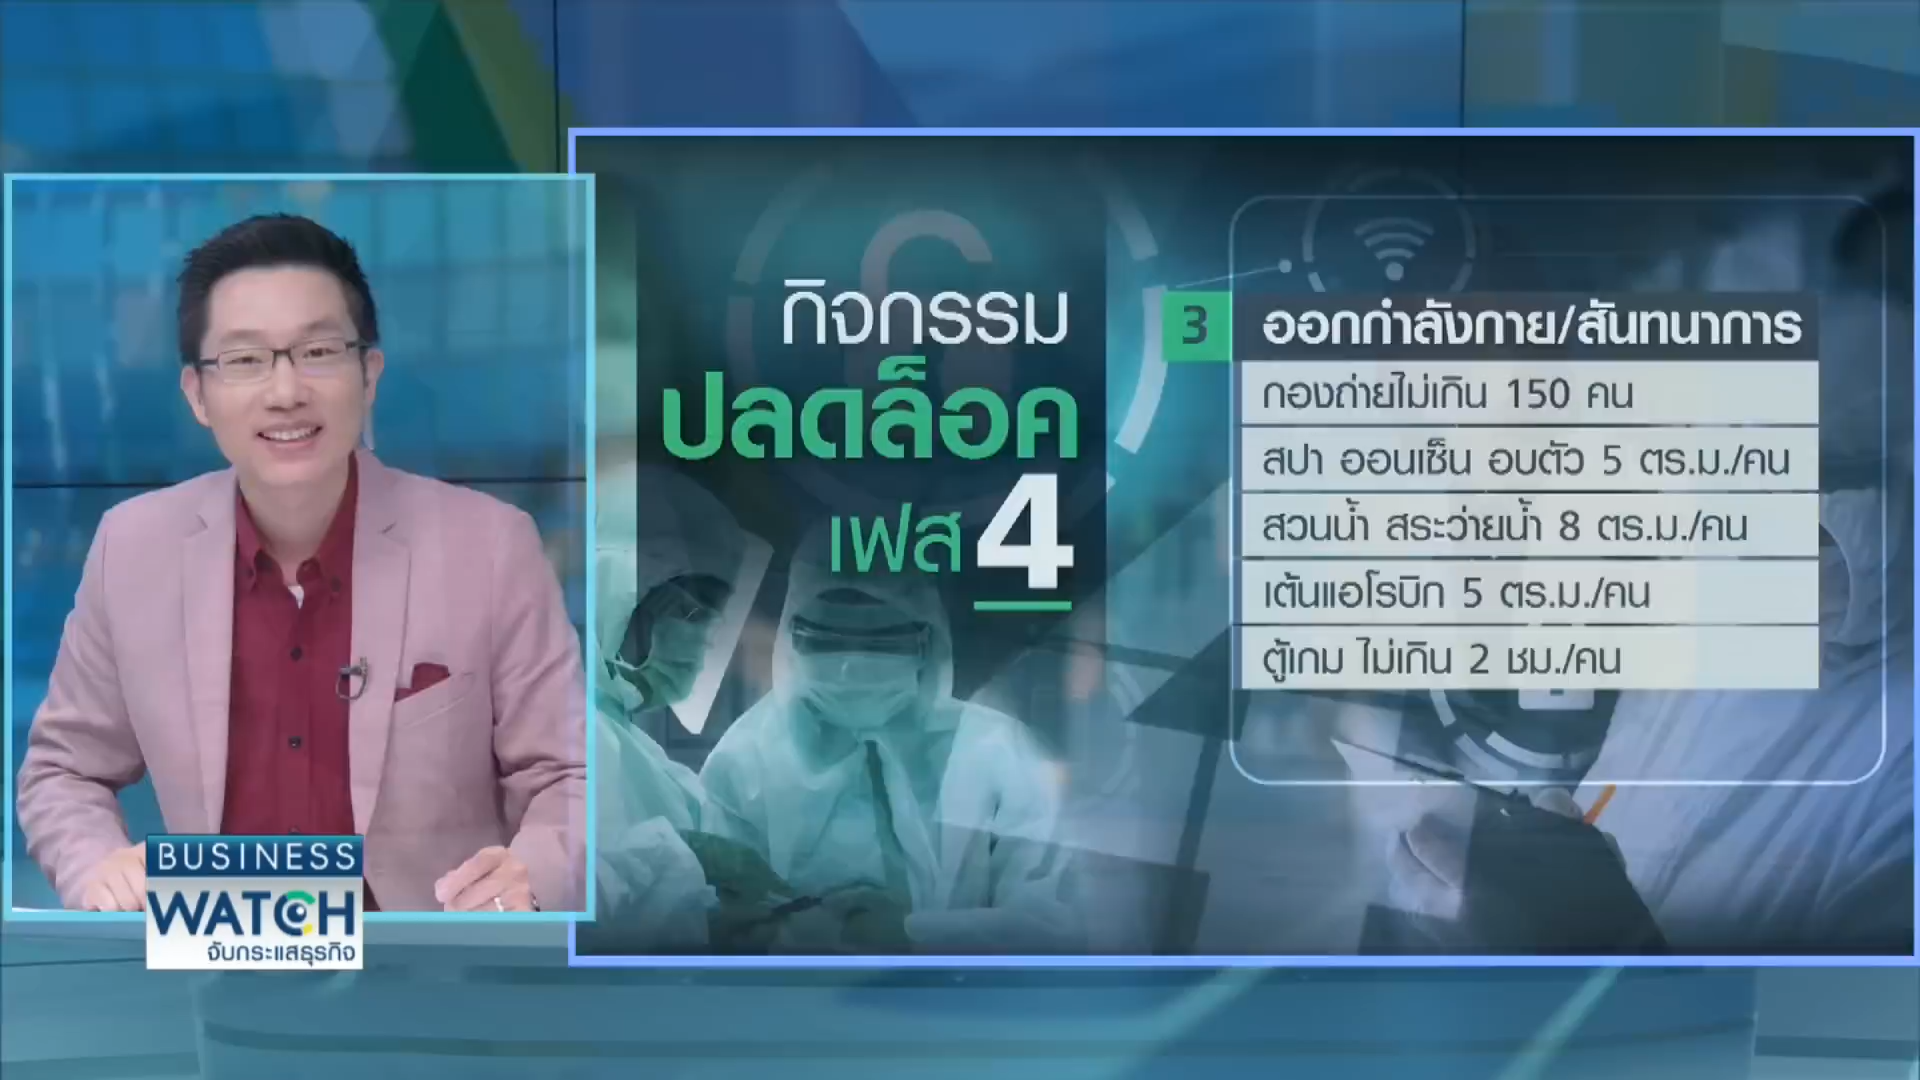 กิจกรรม
ปลดล็อค
เฟส 4
3 ออกกำลังกาย/สันทนาการ
กองถ่ายไม่เกิน 150 คน
สปา ออนเซ็น อบตัว 5 ตร.ม./คน
สวนน้ำ สระว่ายน้ำ 8 ตร.ม./คน
เต้นแอโรบิก 5 ตร.ม./คน
ตู้เกม ไม่เกิน 2 ชม./คน
BUSINESS
WATCH
จับกระแสธุรกิจ